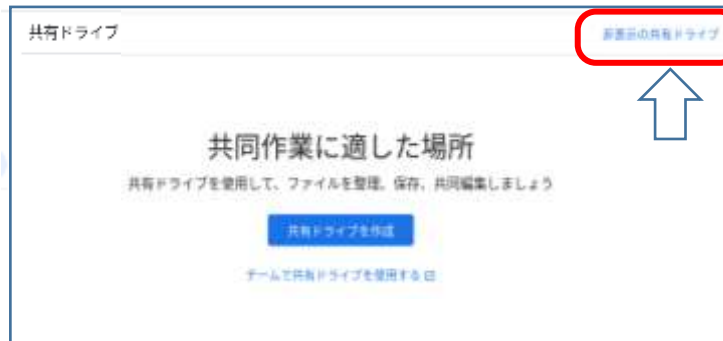 共有ドライブ
非表示の共有ドライブ
共同作業に適した場所
共有ドライブを使用して、ファイルを整理、保存、共同編集しましょう
共有ドライブを作成
チームで共有ドライブを使用する